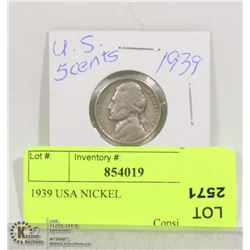 U.S.
5cents
1939
Lot #: Inventory #:
854019
1939 USA NICKEL
LOT
2571
Consi